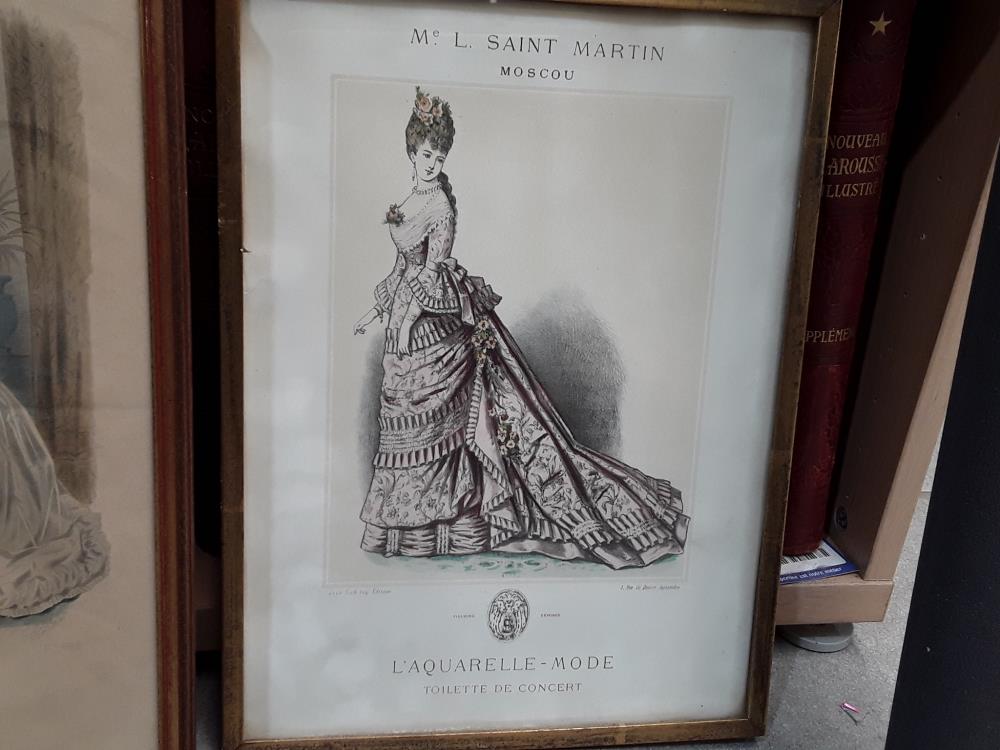 Me L. SAINT MARTIN
MOSCOU
L'AQUARELLE-MODE
TOILETTE DE CONCERT
NOUVEAU
LAROUSSE
ILLUSTRÉ
SUPPLÉMENT